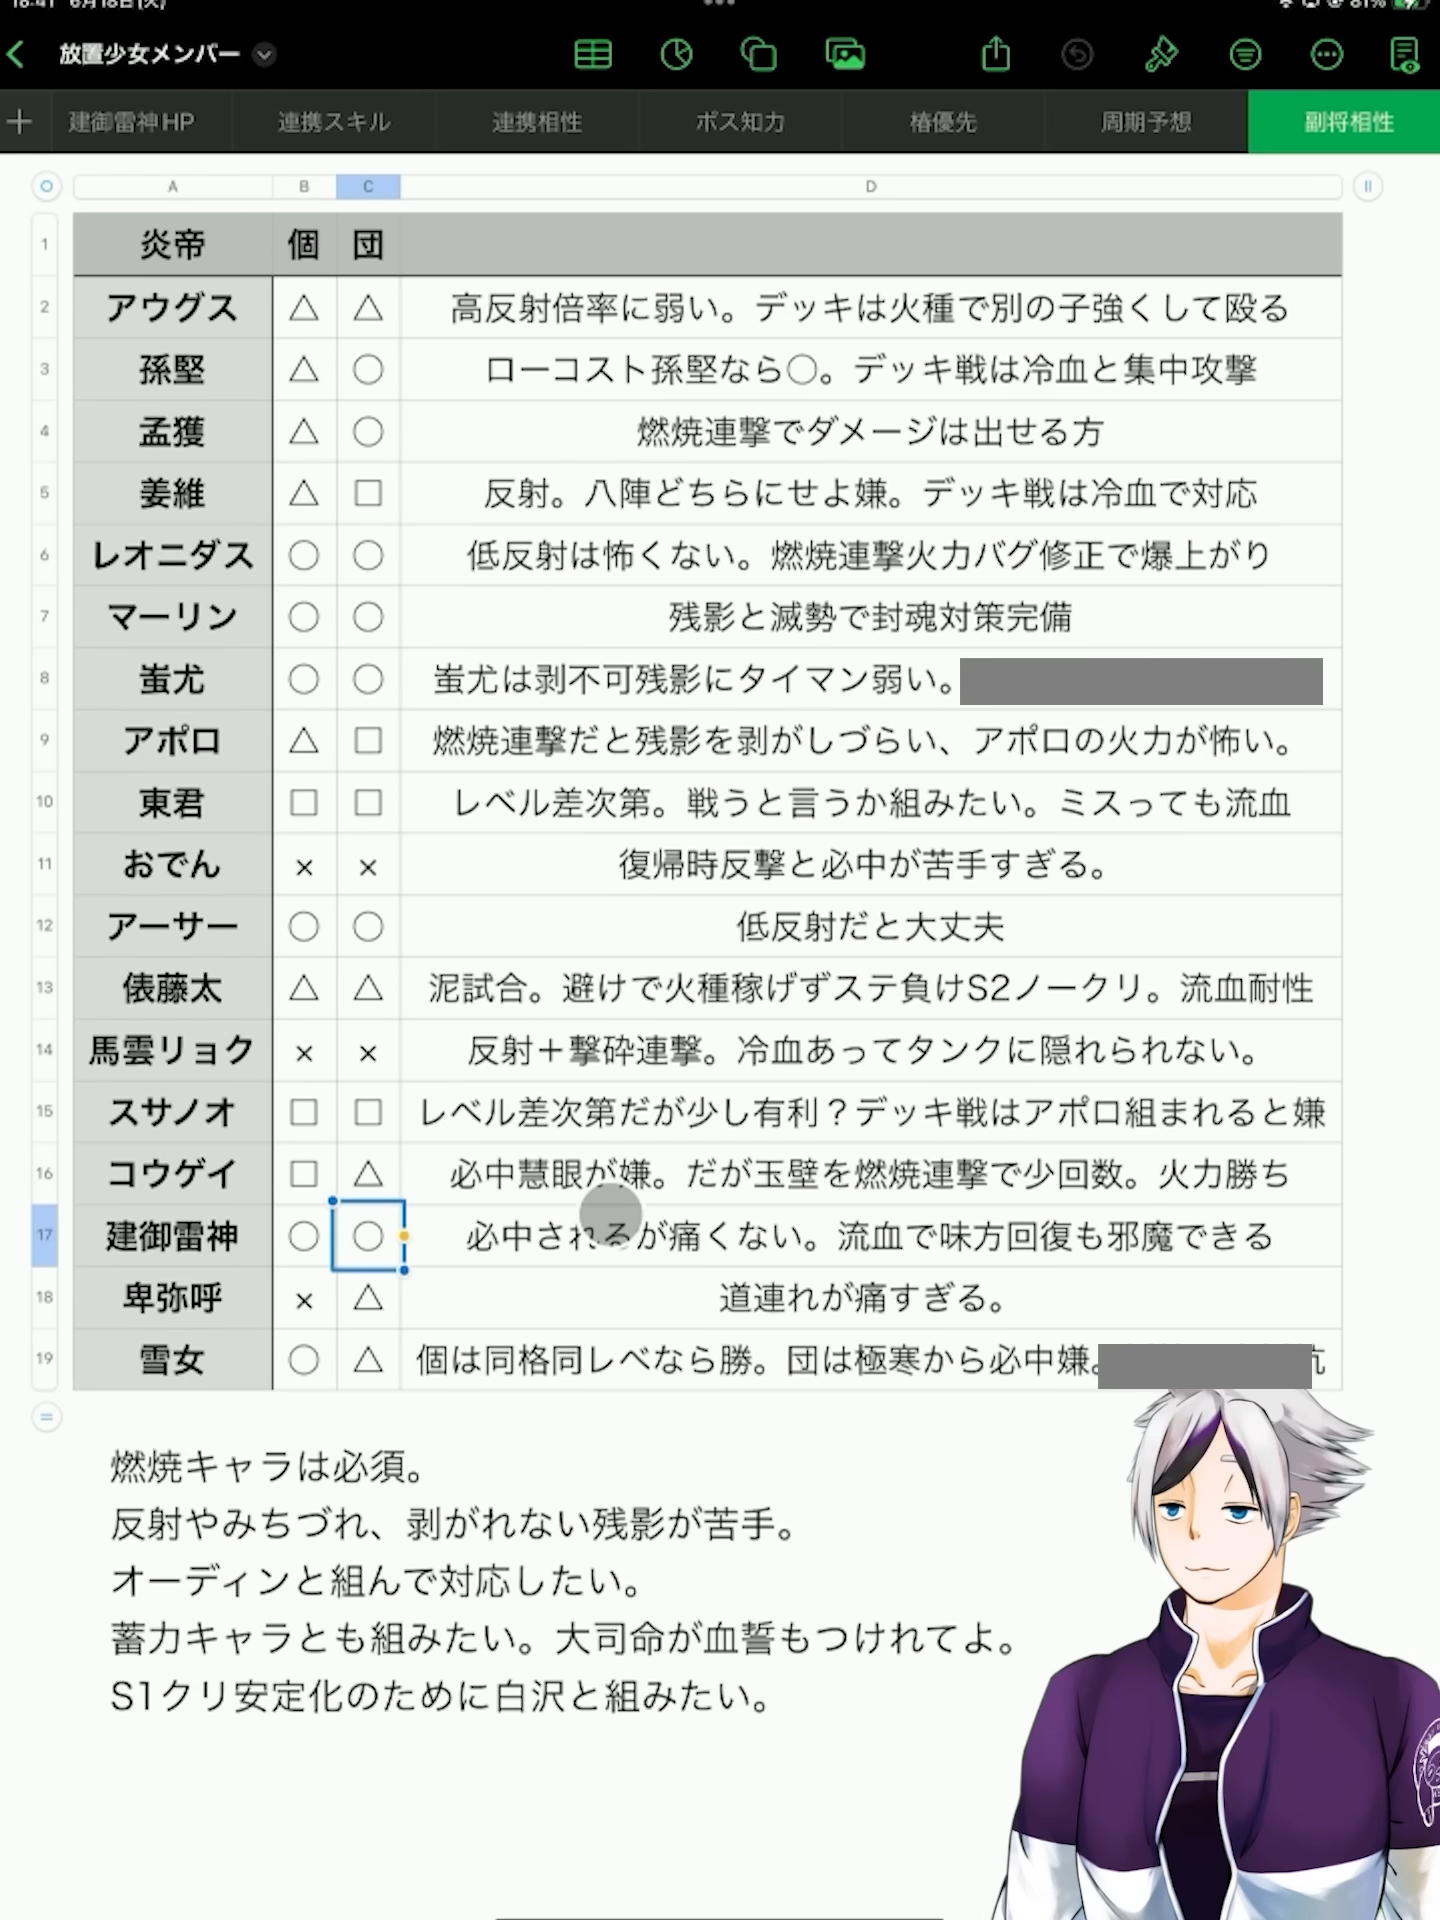 放置少女メンバー
81%
建御雷神HP 連携スキル 連携相性 ボス知力 椿優先 周期予想 副将相性
A B C D
1 炎帝 個 団
2 アウグス △ △ 高反射倍率に弱い。デッキは火種で別の子強くして殴る
3 孫堅 △ ○ ローコスト孫堅なら○。デッキ戦は冷血と集中攻撃
4 孟獲 △ ○ 燃焼連撃でダメージは出せる方
5 姜維 △ □ 反射。八陣どちらにせよ嫌。デッキ戦は冷血で対応
6 レオニダス ○ ○ 低反射は怖くない。燃焼連撃火力バグ修正で爆上がり
7 マーリン ○ ○ 残影と滅勢で封魂対策完備
8 蚩尤 ○ ○ 蚩尤は剥不可残影にタイマン弱い。
9 アポロ △ □ 燃焼連撃だと残影を剥がしづらい、アポロの火力が怖い。
10 東君 □ □ レベル差次第。戦うと言うか組みたい。ミスっても流血
11 おでん × × 復帰時反撃と必中が苦手すぎる。
12 アーサー ○ ○ 低反射だと大丈夫
13 俵藤太 △ △ 泥試合。避けで火種稼げずステ負けS2ノークリ。流血耐性
14 馬雲リョク × × 反射＋撃砕連撃。冷血あってタンクに隠れられない。
15 スサノオ □ □ レベル差次第だが少し有利？デッキ戦はアポロ組まれると嫌
16 コウゲイ □ △ 必中慧眼が嫌。だが玉壁を燃焼連撃で少回数。火力勝ち
17 建御雷神 ○ ○ 必中されるが痛くない。流血で味方回復も邪魔できる
18 卑弥呼 × △ 道連れが痛すぎる。
19 雪女 ○ △ 個は同格同レベなら勝。団は極寒から必中嫌。
燃焼キャラは必須。
反射やみちづれ、剥がれない残影が苦手。
オーディンと組んで対応したい。
蓄力キャラとも組みたい。大司命が血誓もつけれてよ。
S1クリ安定化のために白沢と組みたい。